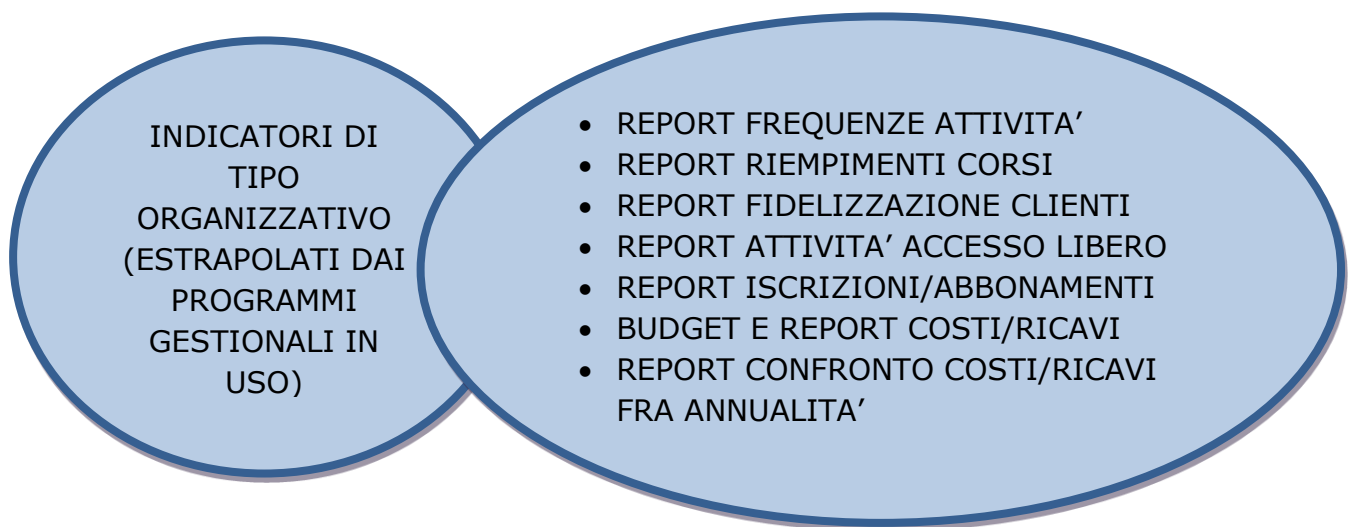 INDICATORI DI
TIPO
ORGANIZZATIVO
(ESTRAPOLATI DAI
PROGRAMMI
GESTIONALI IN
USO)
• REPORT FREQUENZE ATTIVITA’
• REPORT RIEMPIMENTI CORSI
• REPORT FIDELIZZAZIONE CLIENTI
• REPORT ATTIVITA’ ACCESSO LIBERO
• REPORT ISCRIZIONI/ABBONAMENTI
• BUDGET E REPORT COSTI/RICAVI
• REPORT CONFRONTO COSTI/RICAVI
FRA ANNUALITA’